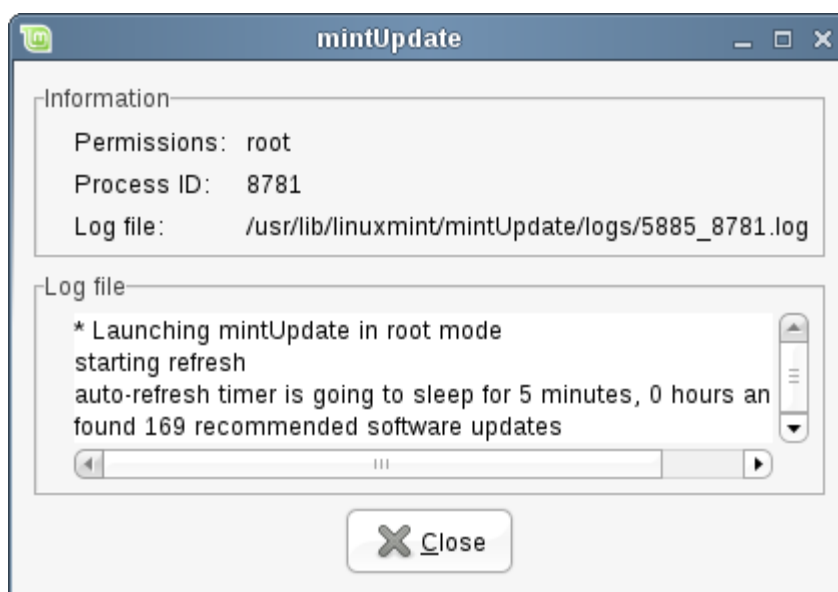 mintUpdate
Information
Permissions: root
Process ID: 8781
Log file: /usr/lib/linuxmint/mintUpdate/logs/5885_8781.log
Log file
* Launching mintUpdate in root mode
starting refresh
auto-refresh timer is going to sleep for 5 minutes, 0 hours an
found 169 recommended software updates
Close